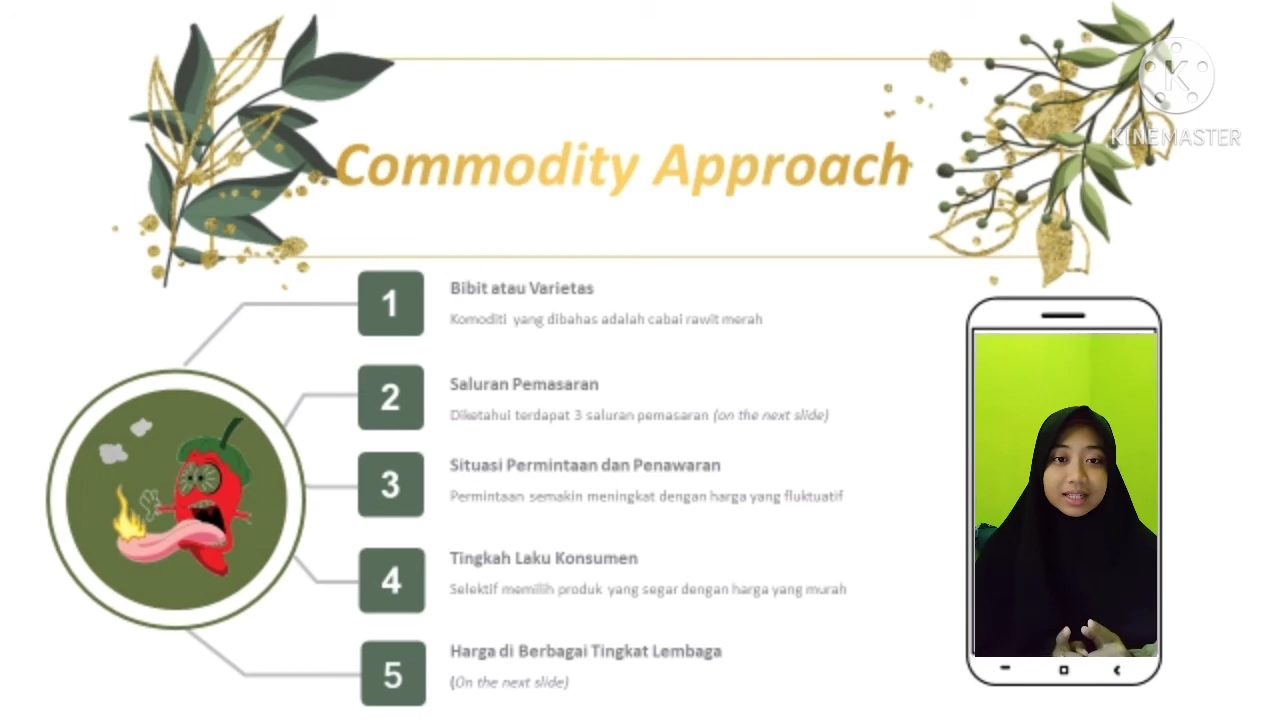 KINEMASTER
Commodity Approach
1
Bibit atau Varietas
Komoditi yang dibahas adalah cabai rawit merah
2
Saluran Pemasaran
Diketahui terdapat 3 saluran pemasaran (on the next slide)
3
Situasi Permintaan dan Penawaran
Permintaan semakin meningkat dengan harga yang fluktuatif
4
Tingkah Laku Konsumen
Selektif memilih produk yang segar dengan harga yang murah
5
Harga di Berbagai Tingkat Lembaga
(On the next slide)